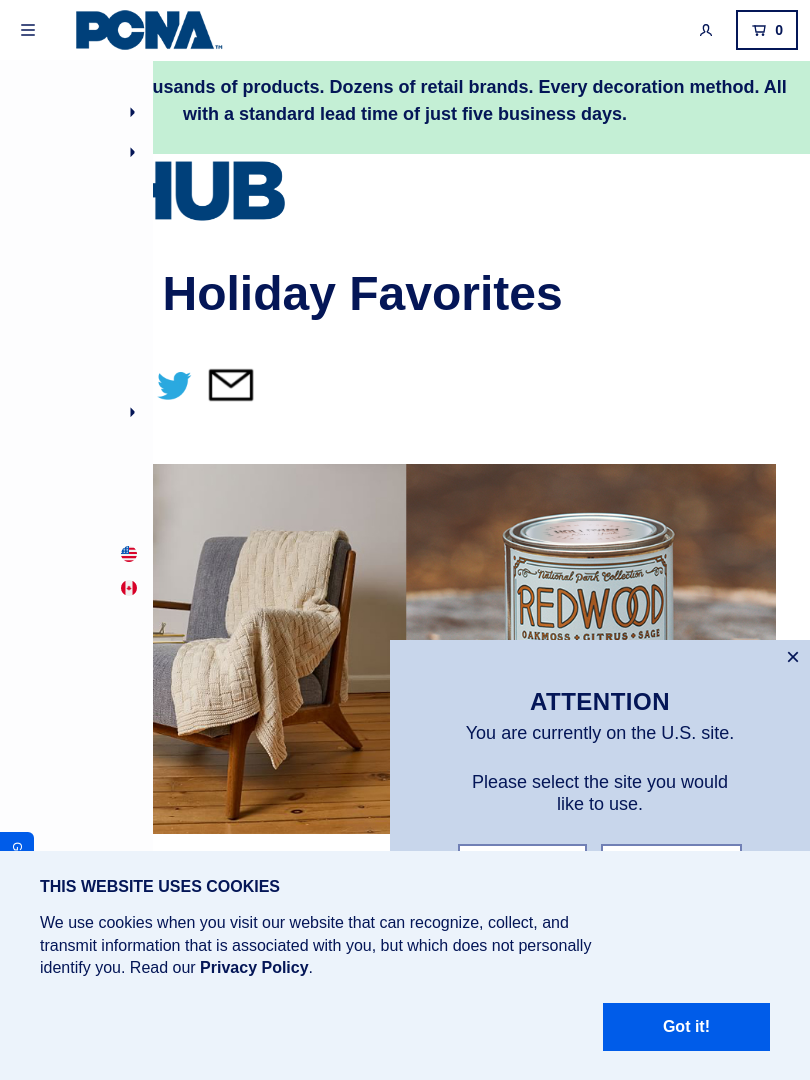 PCNA™
0
usands of products. Dozens of retail brands. Every decoration method. All
with a standard lead time of just five business days.
HUB
Holiday Favorites
National Park Collection
REDWOOD
OAKMOSS • CITRUS • SAGE
ATTENTION
You are currently on the U.S. site.
Please select the site you would
like to use.
G
THIS WEBSITE USES COOKIES
We use cookies when you visit our website that can recognize, collect, and
transmit information that is associated with you, but which does not personally
identify you. Read our Privacy Policy.
Got it!